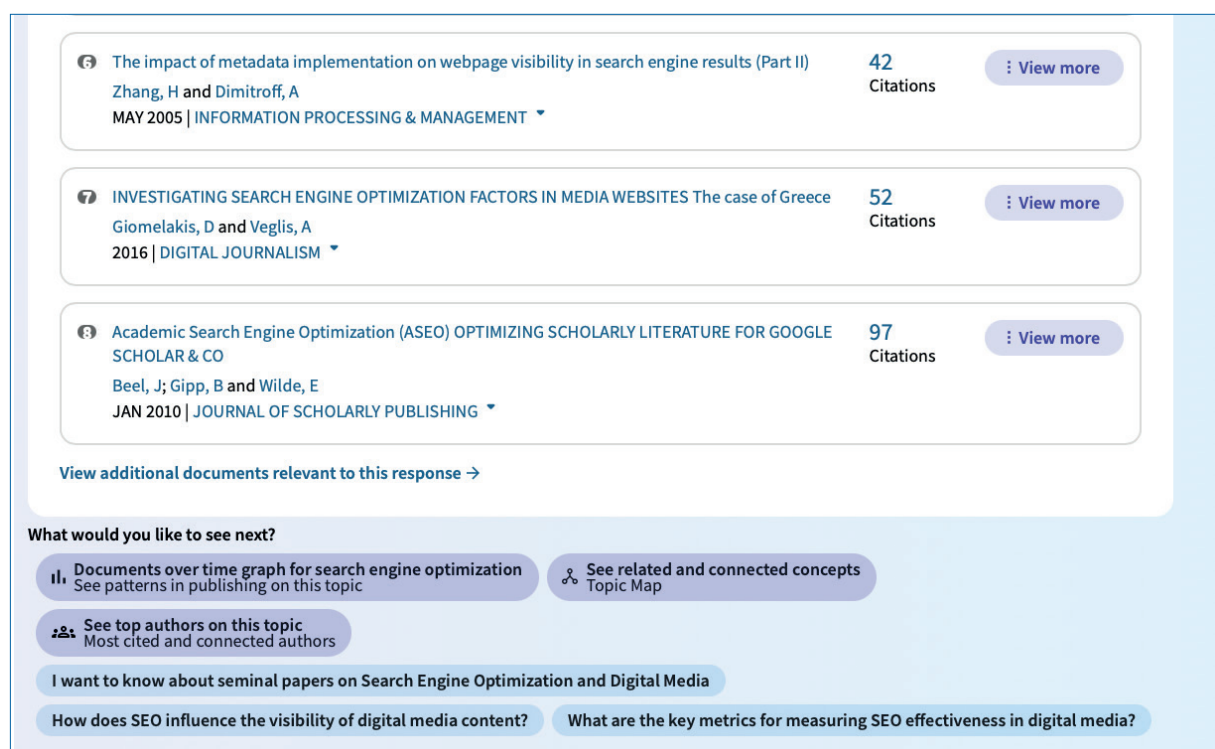 6 The impact of metadata implementation on webpage visibility in search engine results (Part II)
Zhang, H and Dimitroff, A
MAY 2005 | INFORMATION PROCESSING & MANAGEMENT
42
Citations
View more
7 INVESTIGATING SEARCH ENGINE OPTIMIZATION FACTORS IN MEDIA WEBSITES The case of Greece
Giomelakis, D and Veglis, A
2016 | DIGITAL JOURNALISM
52
Citations
View more
8 Academic Search Engine Optimization (ASEO) OPTIMIZING SCHOLARLY LITERATURE FOR GOOGLE
SCHOLAR & CO
Beel, J; Gipp, B and Wilde, E
JAN 2010 | JOURNAL OF SCHOLARLY PUBLISHING
97
Citations
View more
View additional documents relevant to this response →
What would you like to see next?
Documents over time graph for search engine optimization
See patterns in publishing on this topic
See related and connected concepts
Topic Map
See top authors on this topic
Most cited and connected authors
I want to know about seminal papers on Search Engine Optimization and Digital Media
How does SEO influence the visibility of digital media content?
What are the key metrics for measuring SEO effectiveness in digital media?